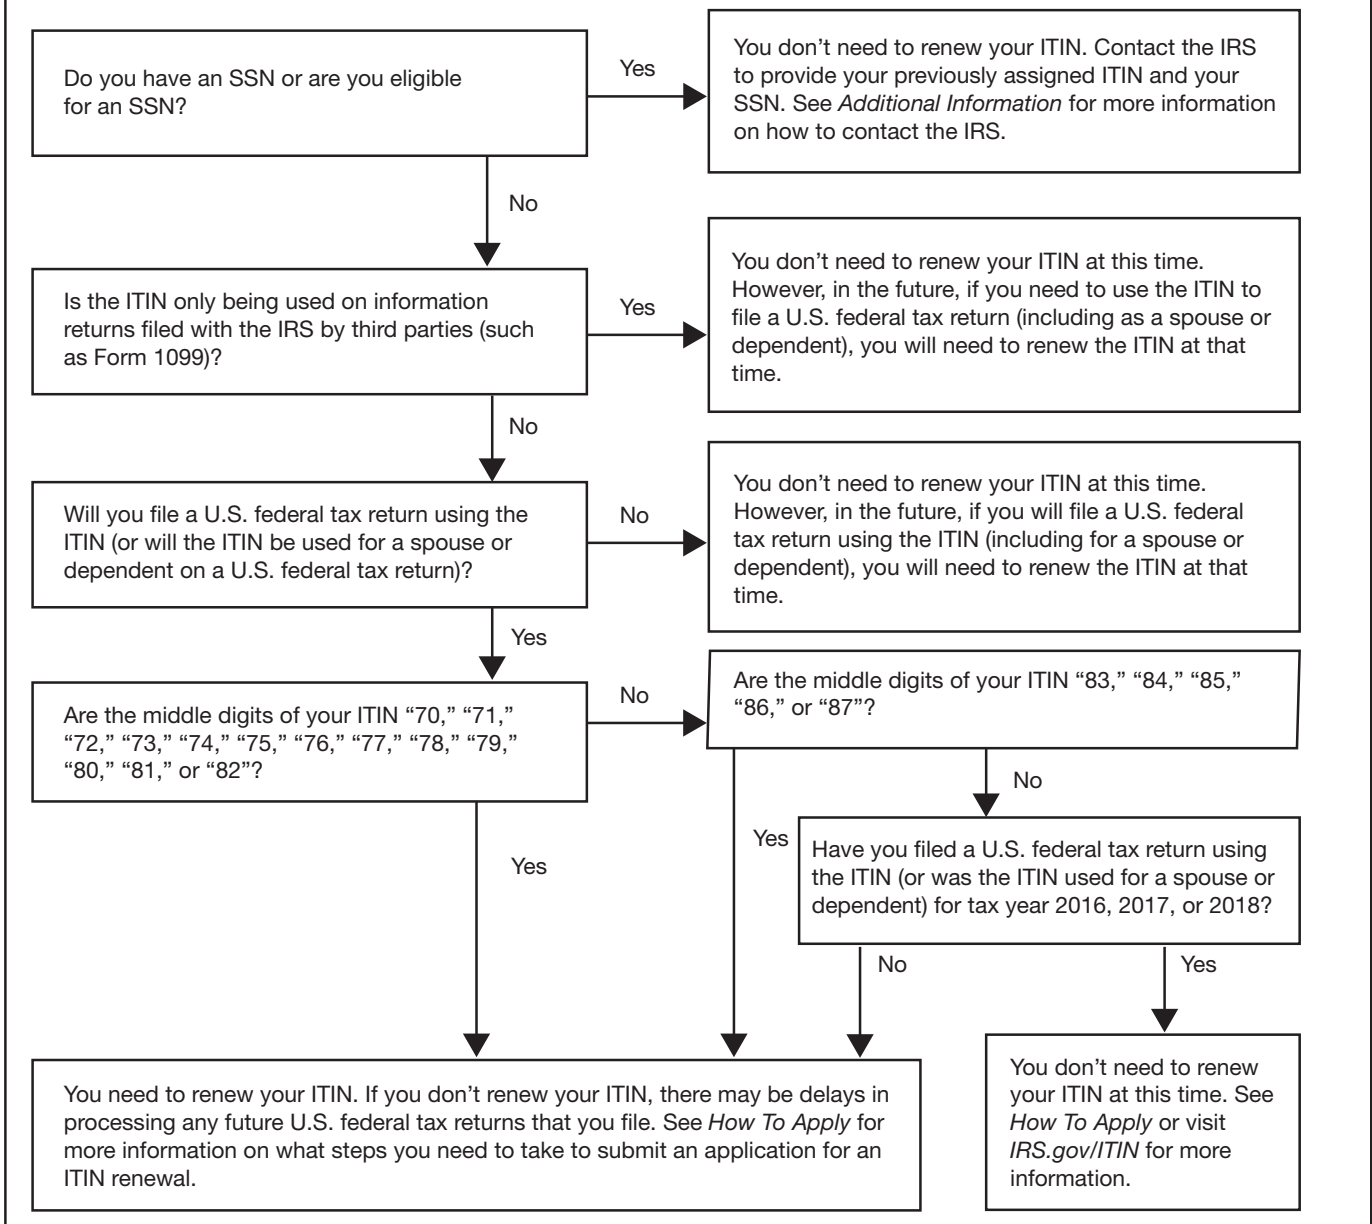 Do you have an SSN or are you eligible
for an SSN?
Yes
You don’t need to renew your ITIN. Contact the IRS
to provide your previously assigned ITIN and your
SSN. See Additional Information for more information
on how to contact the IRS.
No
Is the ITIN only being used on information
returns filed with the IRS by third parties (such
as Form 1099)?
Yes
You don’t need to renew your ITIN at this time.
However, in the future, if you need to use the ITIN to
file a U.S. federal tax return (including as a spouse or
dependent), you will need to renew the ITIN at that
time.
No
Will you file a U.S. federal tax return using the
ITIN (or will the ITIN be used for a spouse or
dependent on a U.S. federal tax return)?
No
You don’t need to renew your ITIN at this time.
However, in the future, if you will file a U.S. federal
tax return using the ITIN (including for a spouse or
dependent), you will need to renew the ITIN at that
time.
Yes
Are the middle digits of your ITIN “70,” “71,”
“72,” “73,” “74,” “75,” “76,” “77,” “78,” “79,”
“80,” “81,” or “82”?
No
Are the middle digits of your ITIN “83,” “84,” “85,”
“86,” or “87”?
No
Yes
Yes
Have you filed a U.S. federal tax return using
the ITIN (or was the ITIN used for a spouse or
dependent) for tax year 2016, 2017, or 2018?
No
Yes
You need to renew your ITIN. If you don’t renew your ITIN, there may be delays in
processing any future U.S. federal tax returns that you file. See How To Apply for
more information on what steps you need to take to submit an application for an
ITIN renewal.
You don’t need to renew
your ITIN at this time. See
How To Apply or visit
IRS.gov/ITIN for more
information.